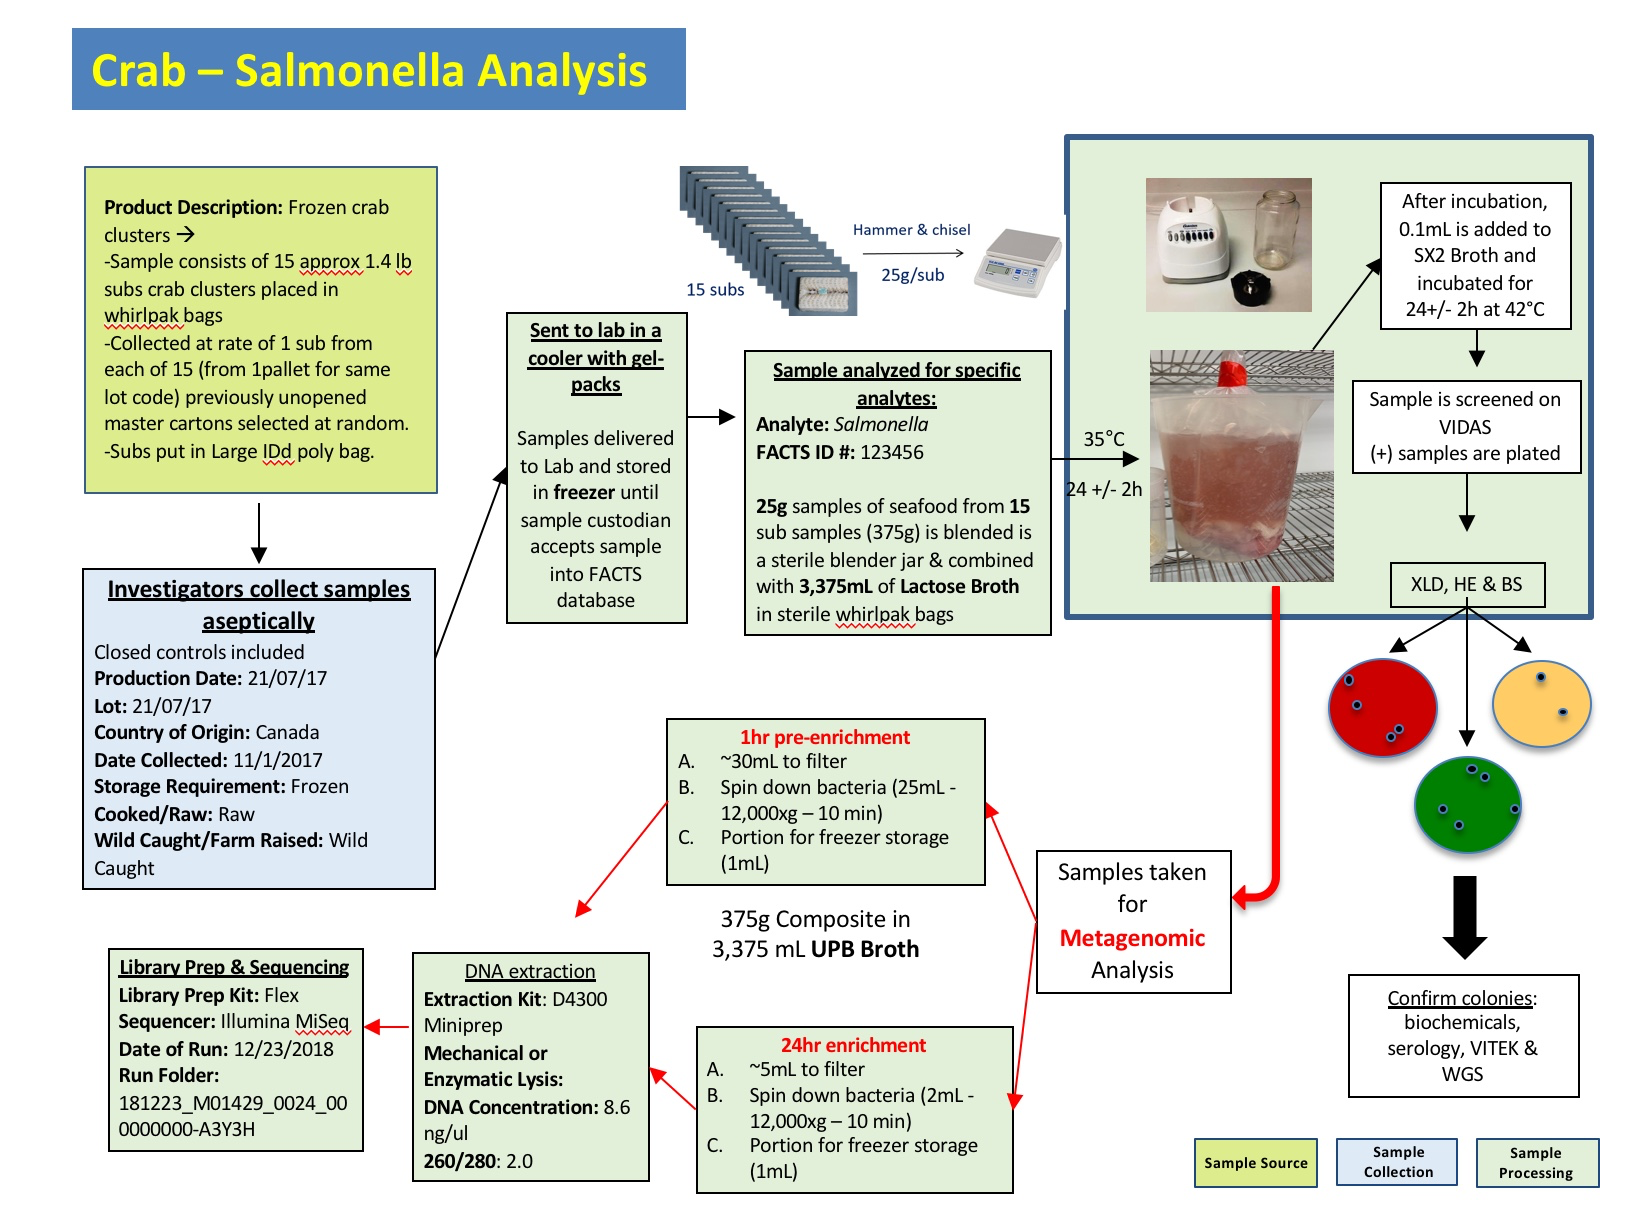 Crab – Salmonella Analysis
Product Description: Frozen crab
clusters →
-Sample consists of 15 approx 1.4 lb
subs crab clusters placed in
whirlpak bags
-Collected at rate of 1 sub from
each of 15 (from 1pallet for same
lot code) previously unopened
master cartons selected at random.
-Subs put in Large IDd poly bag.
Investigators collect samples
aseptically
Closed controls included
Production Date: 21/07/17
Lot: 21/07/17
Country of Origin: Canada
Date Collected: 11/1/2017
Storage Requirement: Frozen
Cooked/Raw: Raw
Wild Caught/Farm Raised: Wild
Caught
Sent to lab in a
cooler with gel-
packs
Samples delivered
to Lab and stored
in freezer until
sample custodian
accepts sample
into FACTS
database
15 subs
Hammer & chisel
25g/sub
Sample analyzed for specific
analytes:
Analyte: Salmonella
FACTS ID #: 123456
25g samples of seafood from 15
sub samples (375g) is blended is
a sterile blender jar & combined
with 3,375mL of Lactose Broth
in sterile whirlpak bags
35°C
24 +/- 2h
After incubation,
0.1mL is added to
SX2 Broth and
incubated for
24+/- 2h at 42°C
Sample is screened on
VIDAS
(+) samples are plated
XLD, HE & BS
Confirm colonies:
biochemicals,
serology, VITEK &
WGS
Samples taken
for
Metagenomic
Analysis
1hr pre-enrichment
A. ~30mL to filter
B. Spin down bacteria (25mL -
12,000xg – 10 min)
C. Portion for freezer storage
(1mL)
375g Composite in
3,375 mL UPB Broth
24hr enrichment
A. ~5mL to filter
B. Spin down bacteria (2mL -
12,000xg – 10 min)
C. Portion for freezer storage
(1mL)
DNA extraction
Extraction Kit: D4300
Miniprep
Mechanical or
Enzymatic Lysis:
DNA Concentration: 8.6
ng/ul
260/280: 2.0
Library Prep & Sequencing
Library Prep Kit: Flex
Sequencer: Illumina MiSeq
Date of Run: 12/23/2018
Run Folder:
181223_M01429_0024_00
0000000-A3Y3H
Sample Source
Sample
Collection
Sample
Processing